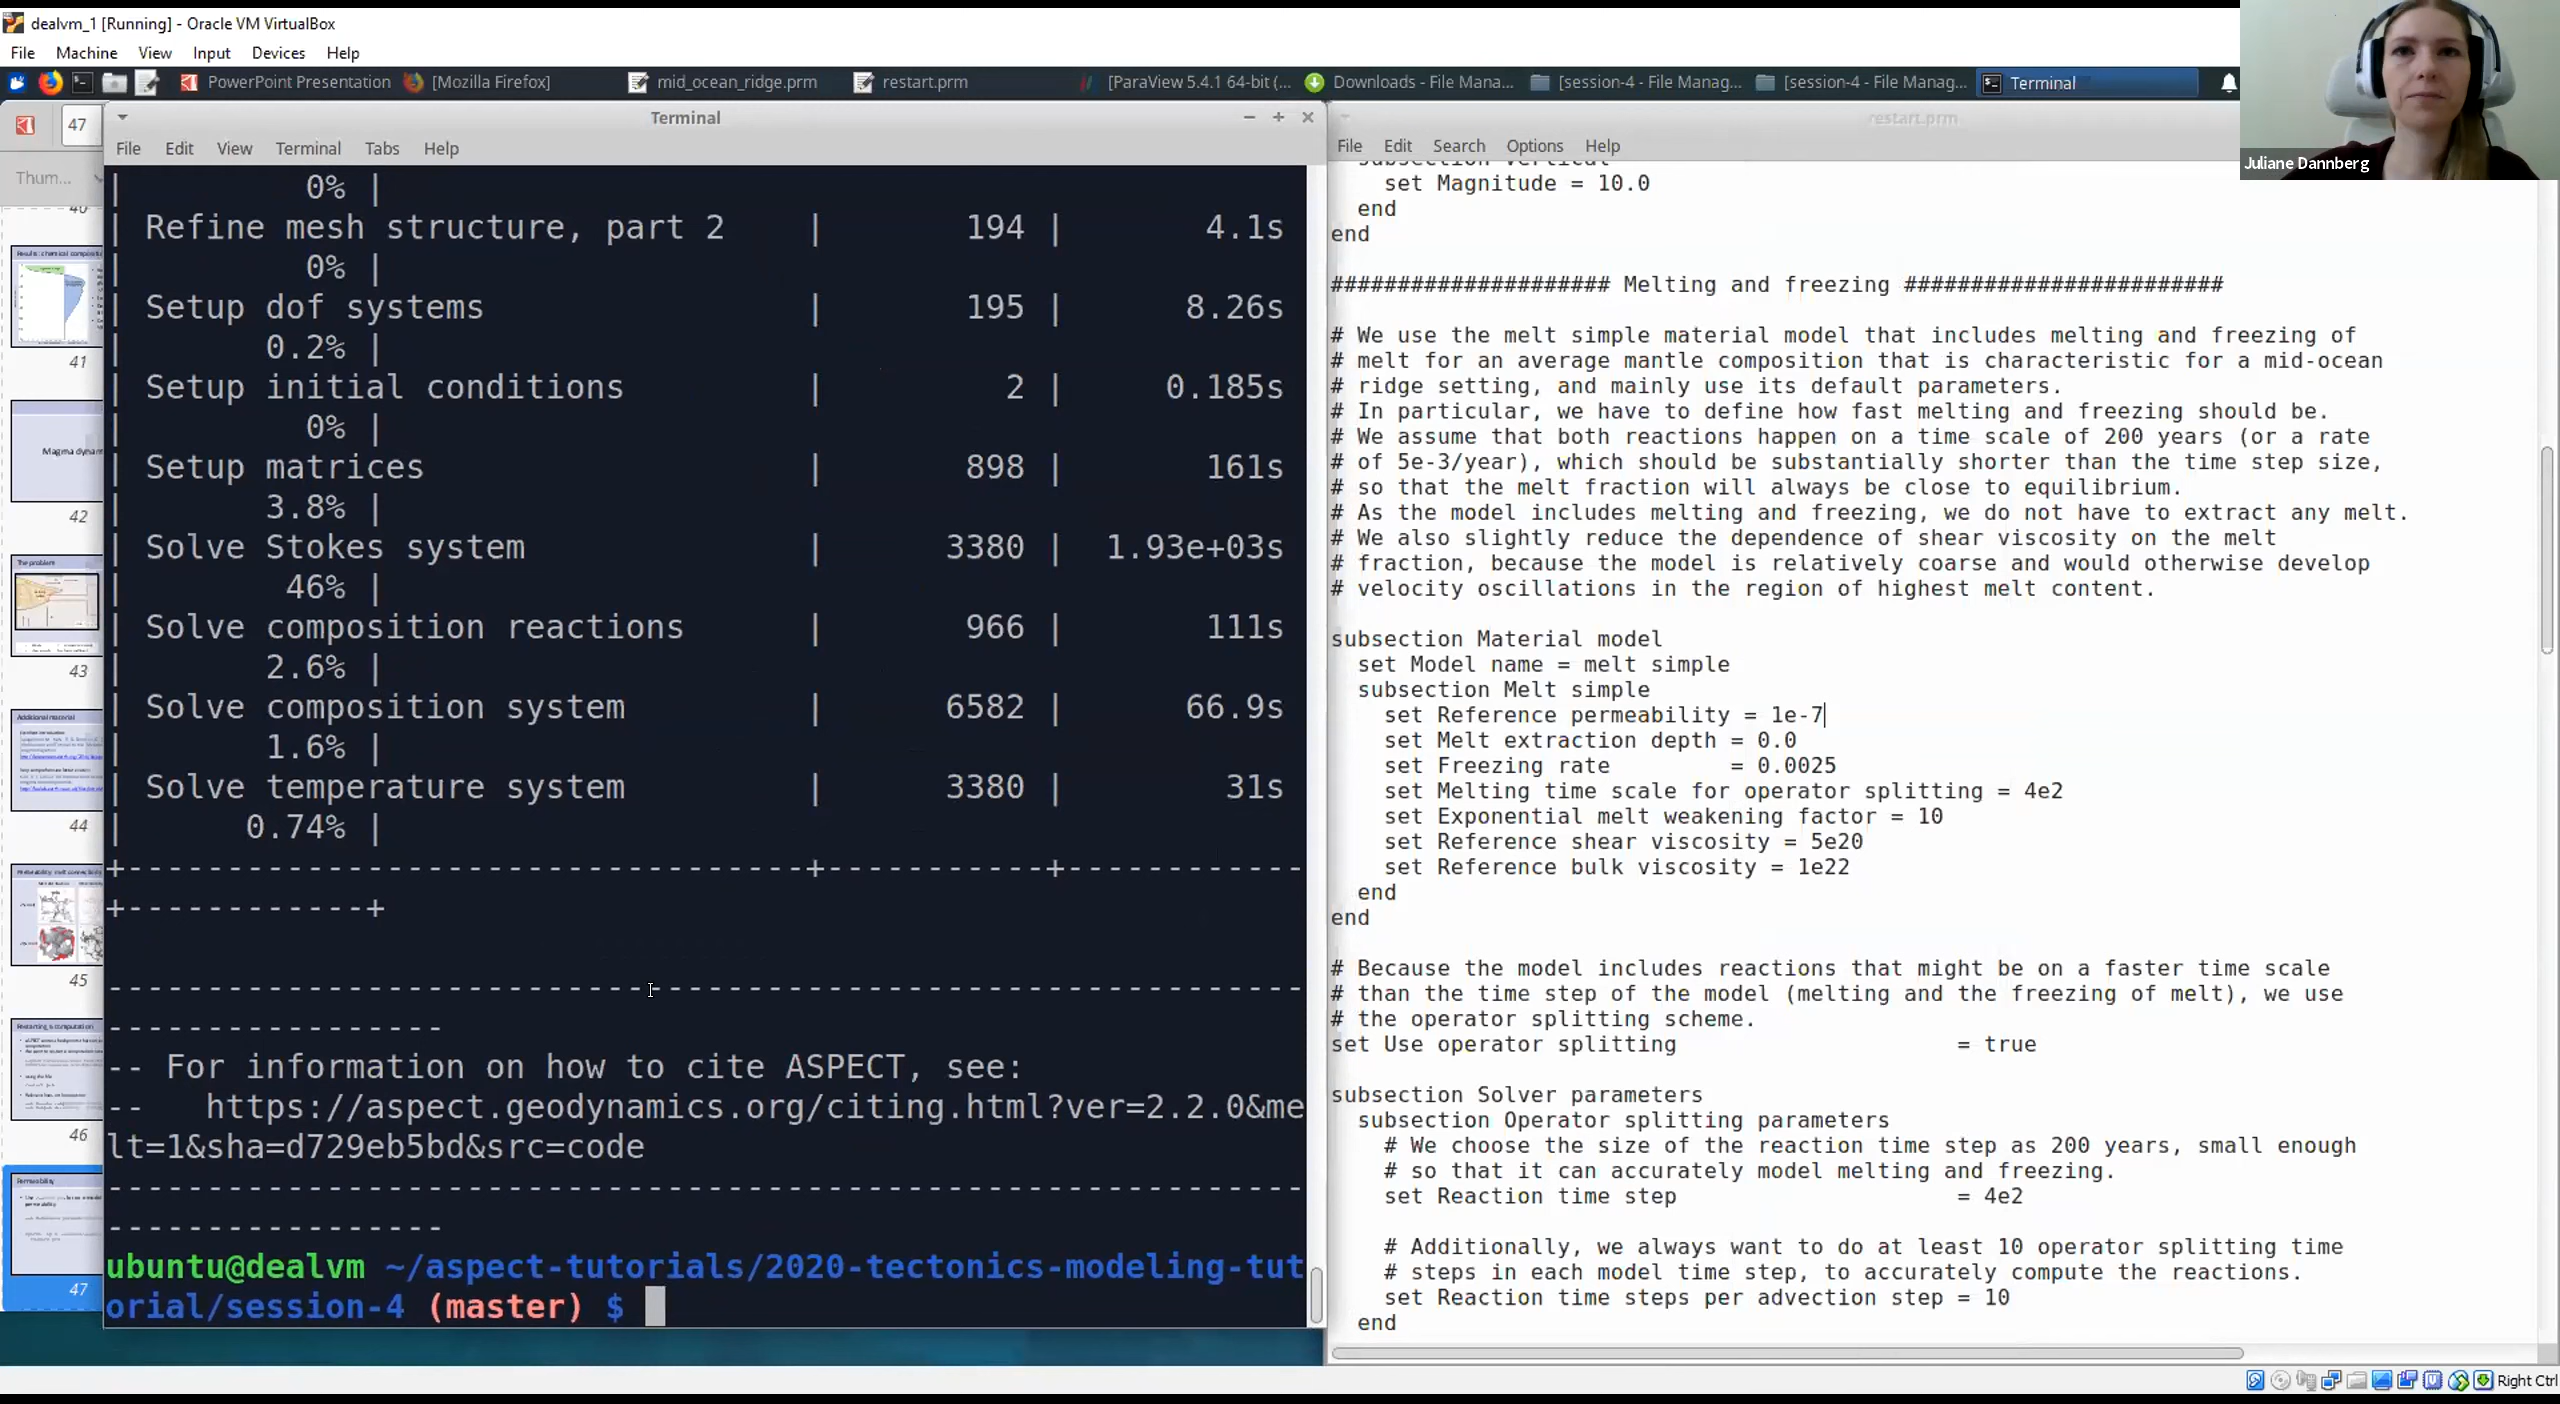 dealvm_1 [Running] - Oracle VM VirtualBox
File Machine View Input Devices Help
PowerPoint Presentation [Mozilla Firefox] mid_ocean_ridge.prm restart.prm [ParaView 5.4.1 64-bit (... Downloads - File Mana... [session-4 - File Manag... [session-4 - File Manag... Terminal
47
Thum...
40
41
Magma dynam
42
The problem
43
Additional material
44
45
46
Permeability
47
Terminal
File Edit View Terminal Tabs Help
| 0% |
| Refine mesh structure, part 2 | 194 | 4.1s
| 0% |
| Setup dof systems | 195 | 8.26s
| 0.2% |
| Setup initial conditions | 2 | 0.185s
| 0% |
| Setup matrices | 898 | 161s
| 3.8% |
| Solve Stokes system | 3380 | 1.93e+03s
| 46% |
| Solve composition reactions | 966 | 111s
| 2.6% |
| Solve composition system | 6582 | 66.9s
| 1.6% |
| Solve temperature system | 3380 | 31s
| 0.74% |
+-----------------------------------+-----------+------------
+------------+
------------------------------------------------------------
-----------------
-- For information on how to cite ASPECT, see:
-- https://aspect.geodynamics.org/citing.html?ver=2.2.0&me
lt=1&sha=d729eb5bd&src=code
------------------------------------------------------------
-----------------
ubuntu@dealvm ~/aspect-tutorials/2020-tectonics-modeling-tut
orial/session-4 (master) $
restart.prm
File Edit Search Options Help
subsection Vertical
set Magnitude = 10.0
end
end
##################### Melting and freezing ########################
# We use the melt simple material model that includes melting and freezing of
# melt for an average mantle composition that is characteristic for a mid-ocean
# ridge setting, and mainly use its default parameters.
# In particular, we have to define how fast melting and freezing should be.
# We assume that both reactions happen on a time scale of 200 years (or a rate
# of 5e-3/year), which should be substantially shorter than the time step size,
# so that the melt fraction will always be close to equilibrium.
# As the model includes melting and freezing, we do not have to extract any melt.
# We also slightly reduce the dependence of shear viscosity on the melt
# fraction, because the model is relatively coarse and would otherwise develop
# velocity oscillations in the region of highest melt content.
subsection Material model
set Model name = melt simple
subsection Melt simple
set Reference permeability = 1e-7
set Melt extraction depth = 0.0
set Freezing rate = 0.0025
set Melting time scale for operator splitting = 4e2
set Exponential melt weakening factor = 10
set Reference shear viscosity = 5e20
set Reference bulk viscosity = 1e22
end
end
# Because the model includes reactions that might be on a faster time scale
# than the time step of the model (melting and the freezing of melt), we use
# the operator splitting scheme.
set Use operator splitting = true
subsection Solver parameters
subsection Operator splitting parameters
# We choose the size of the reaction time step as 200 years, small enough
# so that it can accurately model melting and freezing.
set Reaction time step = 4e2
# Additionally, we always want to do at least 10 operator splitting time
# steps in each model time step, to accurately compute the reactions.
set Reaction time steps per advection step = 10
end
Juliane Dannberg
Right Ctrl